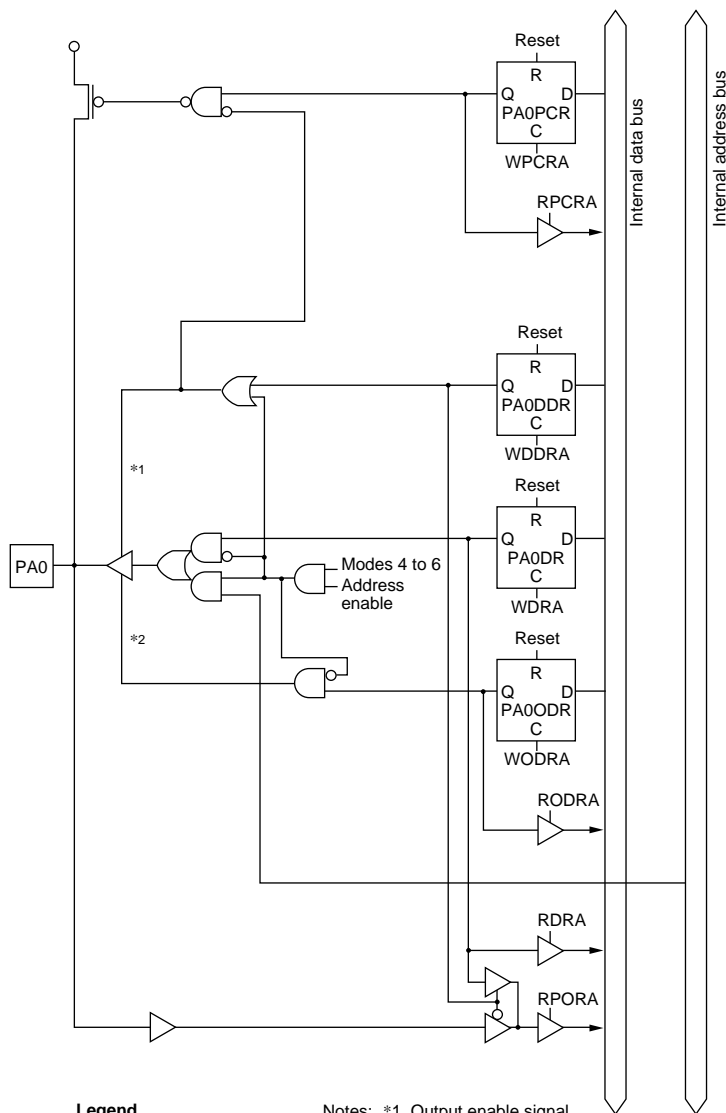 Reset
R
Q D
PA0PCR
C
WPCRA
RPCRA
Internal data bus
Internal address bus
Reset
R
Q D
PA0DDR
C
WDDRA
*1
Reset
R
Q D
PA0DR
C
WDRA
PA0
Modes 4 to 6
Address
enable
*2
Reset
R
Q D
PA0ODR
C
WODRA
RODRA
RDRA
RPORA
Legend
Notes: *1 Output enable signal